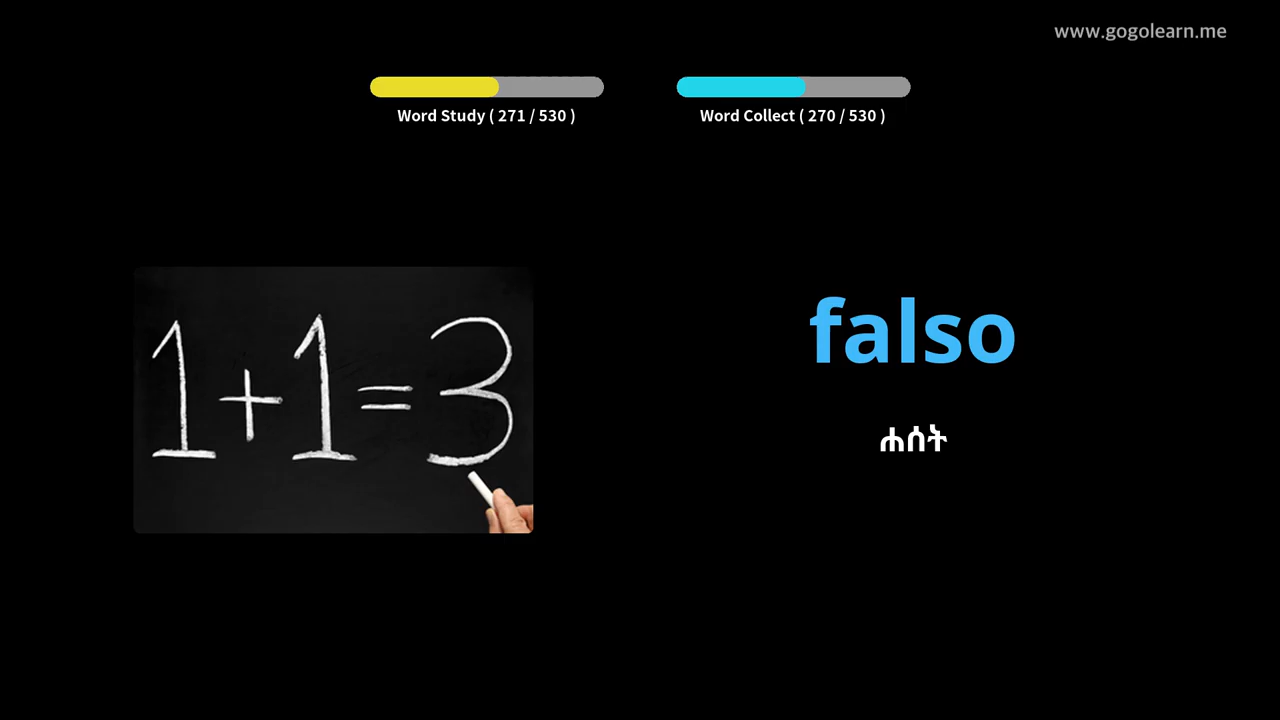 www.gogolearn.me
Word Study ( 271 / 530 )
Word Collect ( 270 / 530 )
1+1=3
falso
ሐሰት